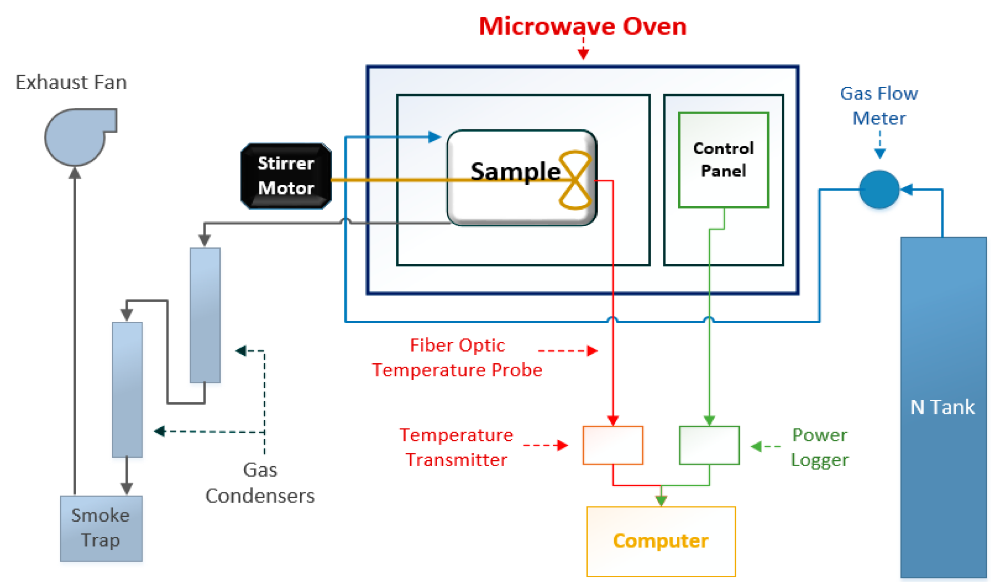 Microwave Oven
Exhaust Fan
Gas Flow
Meter
Stirrer
Motor
Sample
Control
Panel
Fiber Optic
Temperature Probe
N Tank
Temperature
Transmitter
Power
Logger
Gas
Condensers
Smoke
Trap
Computer